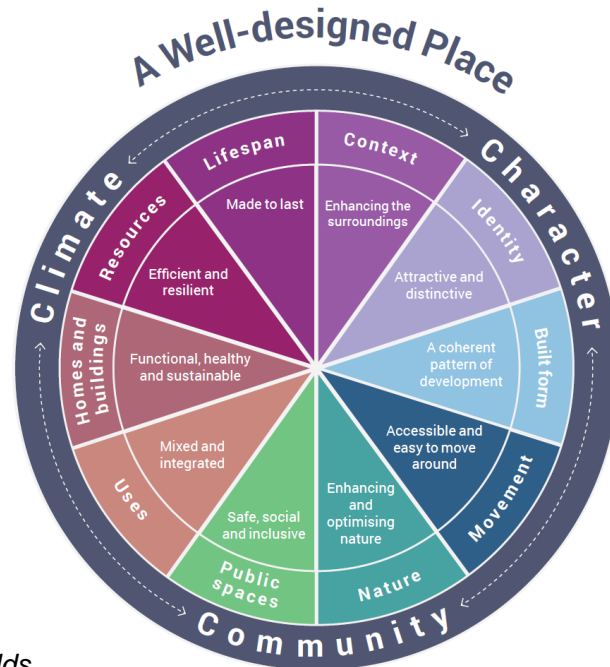 A Well-designed Place
Climate
Character
Community
Context
Enhancing the
surroundings
Identity
Attractive and
distinctive
Built form
A coherent
pattern of
development
Movement
Accessible and
easy to move
around
Nature
Enhancing
and
optimising
nature
Public
spaces
Safe, social
and inclusive
Uses
Mixed and
integrated
Homes and
buildings
Functional, healthy
and sustainable
Resources
Efficient and
resilient
Lifespan
Made to last